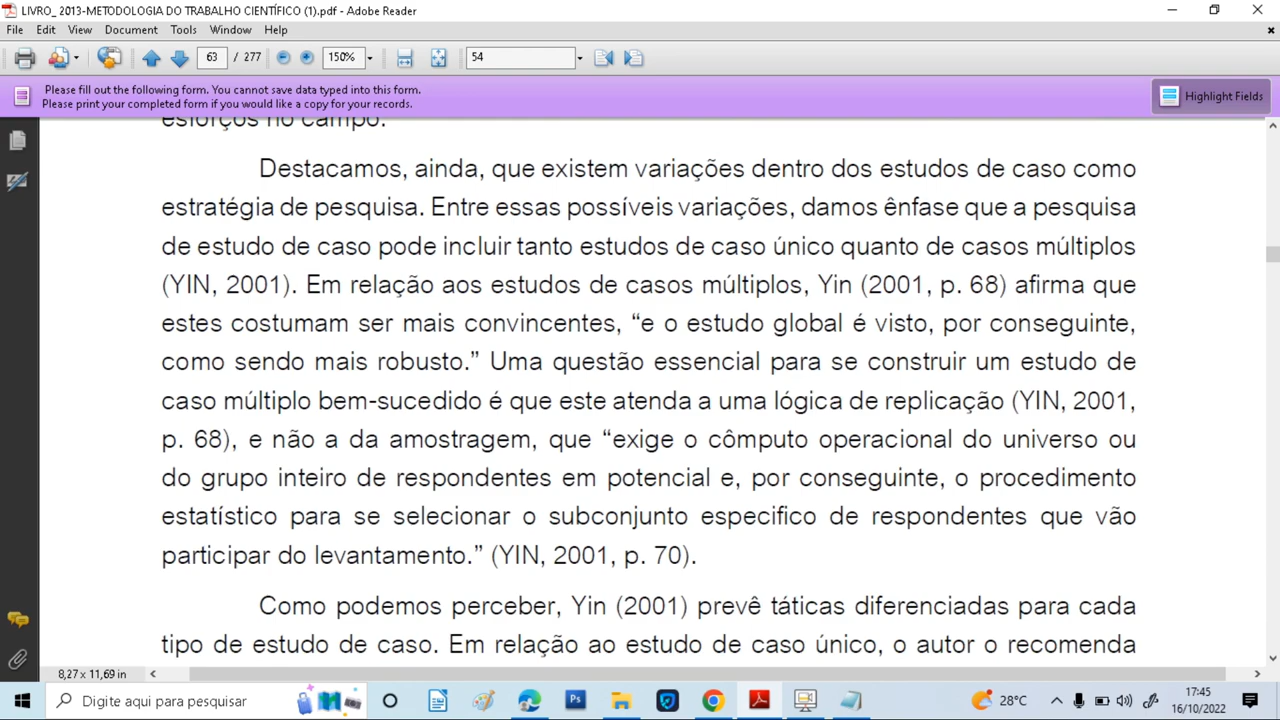 LIVRO_ 2013-METODOLOGIA DO TRABALHO CIENTÍFICO (1).pdf - Adobe Reader
File Edit View Document Tools Window Help
63 / 277 150% 54
Please fill out the following form. You cannot save data typed into this form.
Please print your completed form if you would like a copy for your records.
Highlight Fields
esforços no campo.
Destacamos, ainda, que existem variações dentro dos estudos de caso como
estratégia de pesquisa. Entre essas possíveis variações, damos ênfase que a pesquisa
de estudo de caso pode incluir tanto estudos de caso único quanto de casos múltiplos
(YIN, 2001). Em relação aos estudos de casos múltiplos, Yin (2001, p. 68) afirma que
estes costumam ser mais convincentes, “e o estudo global é visto, por conseguinte,
como sendo mais robusto.” Uma questão essencial para se construir um estudo de
caso múltiplo bem-sucedido é que este atenda a uma lógica de replicação (YIN, 2001,
p. 68), e não a da amostragem, que “exige o cômputo operacional do universo ou
do grupo inteiro de respondentes em potencial e, por conseguinte, o procedimento
estatístico para se selecionar o subconjunto especifico de respondentes que vão
participar do levantamento.” (YIN, 2001, p. 70).
Como podemos perceber, Yin (2001) prevê táticas diferenciadas para cada
tipo de estudo de caso. Em relação ao estudo de caso único, o autor o recomenda
8,27 x 11,69 in
Digite aqui para pesquisar
Ps
28°C
17:45
16/10/2022